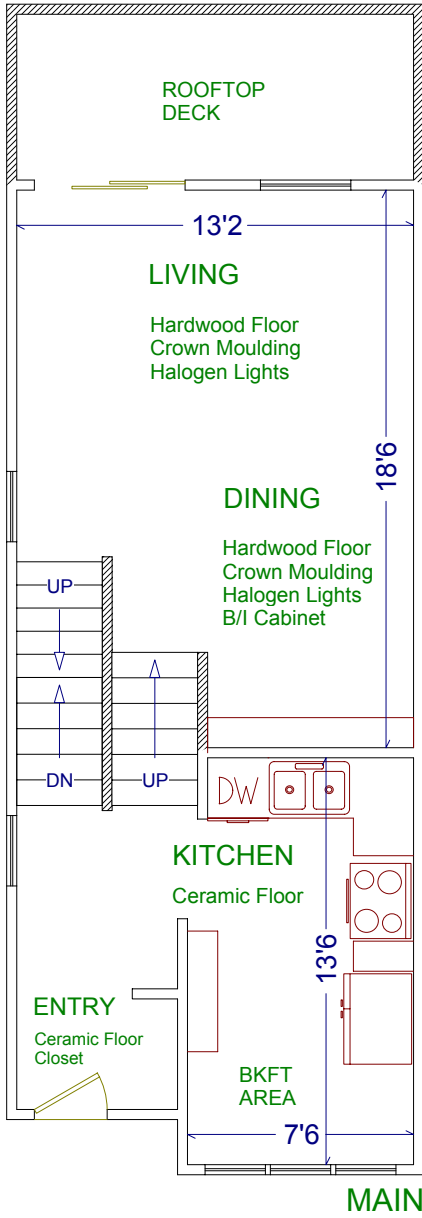 ROOFTOP
DECK
13'2
LIVING
Hardwood Floor
Crown Moulding
Halogen Lights
18'6
DINING
Hardwood Floor
Crown Moulding
Halogen Lights
B/I Cabinet
UP
DN
UP
DW
KITCHEN
Ceramic Floor
13'6
ENTRY
Ceramic Floor
Closet
BKFT
AREA
7'6
MAIN